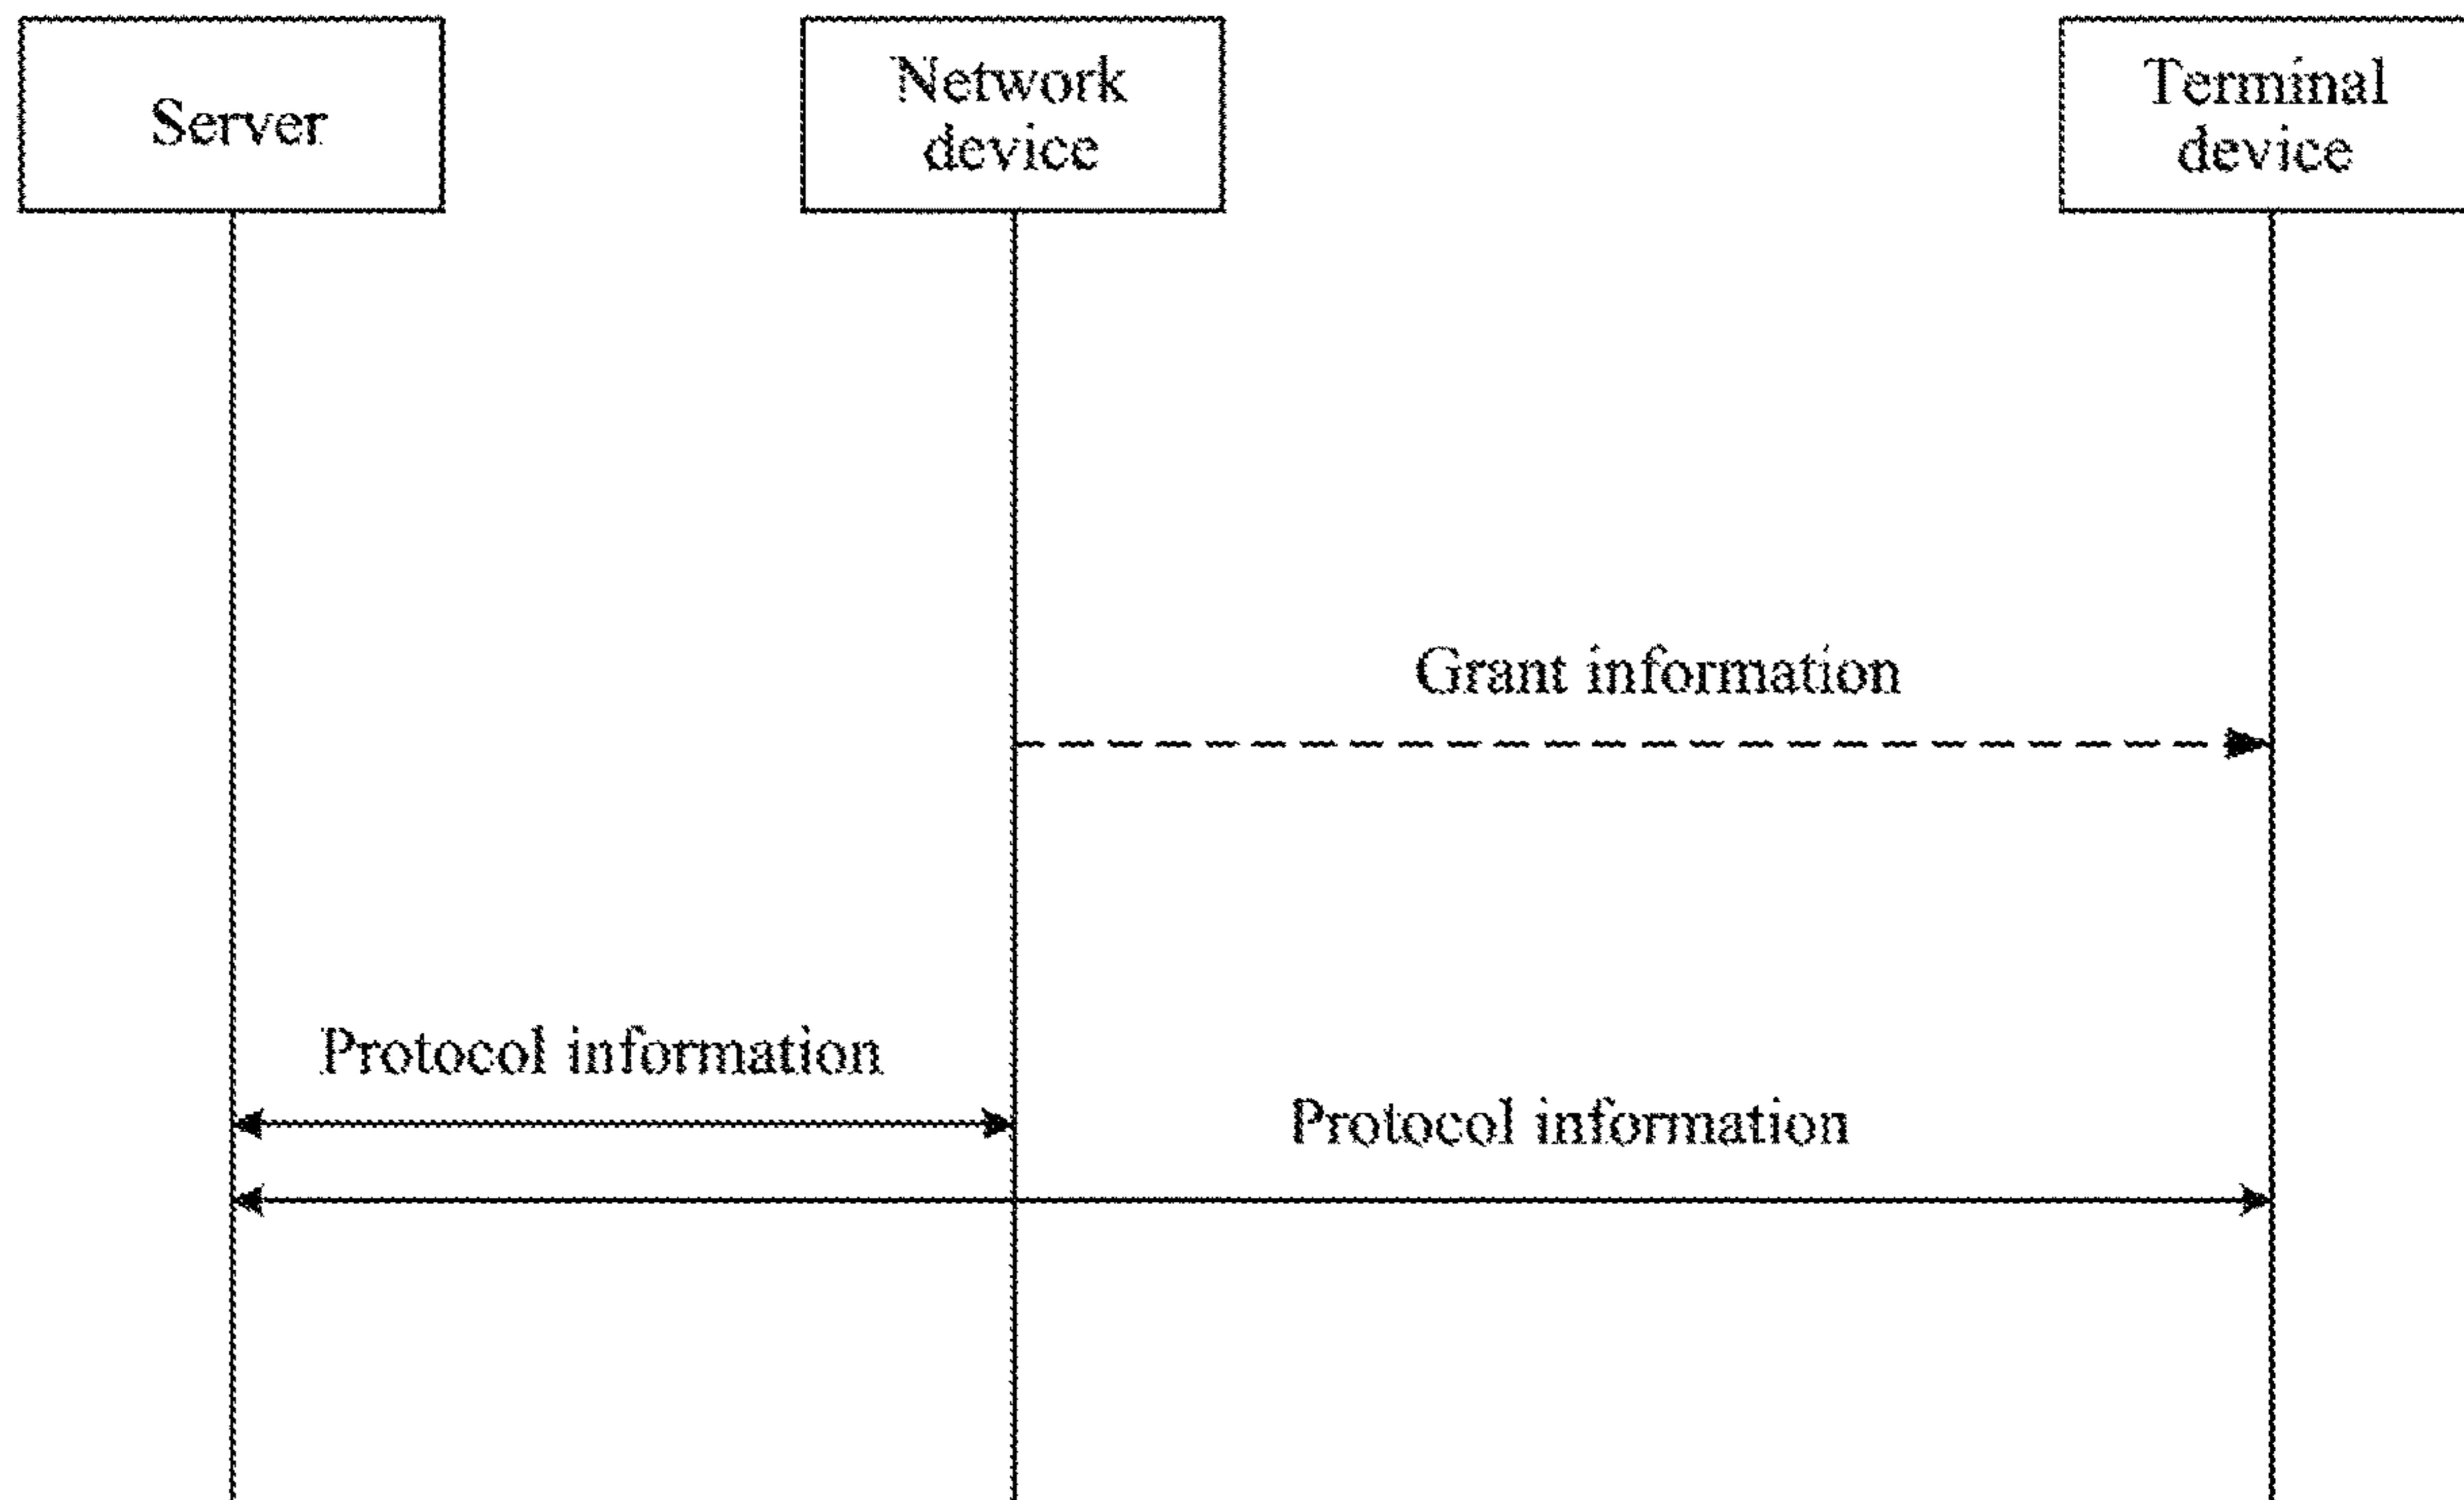 Server
Network
device
Terminal
device
Grant information
Protocol information
Protocol information